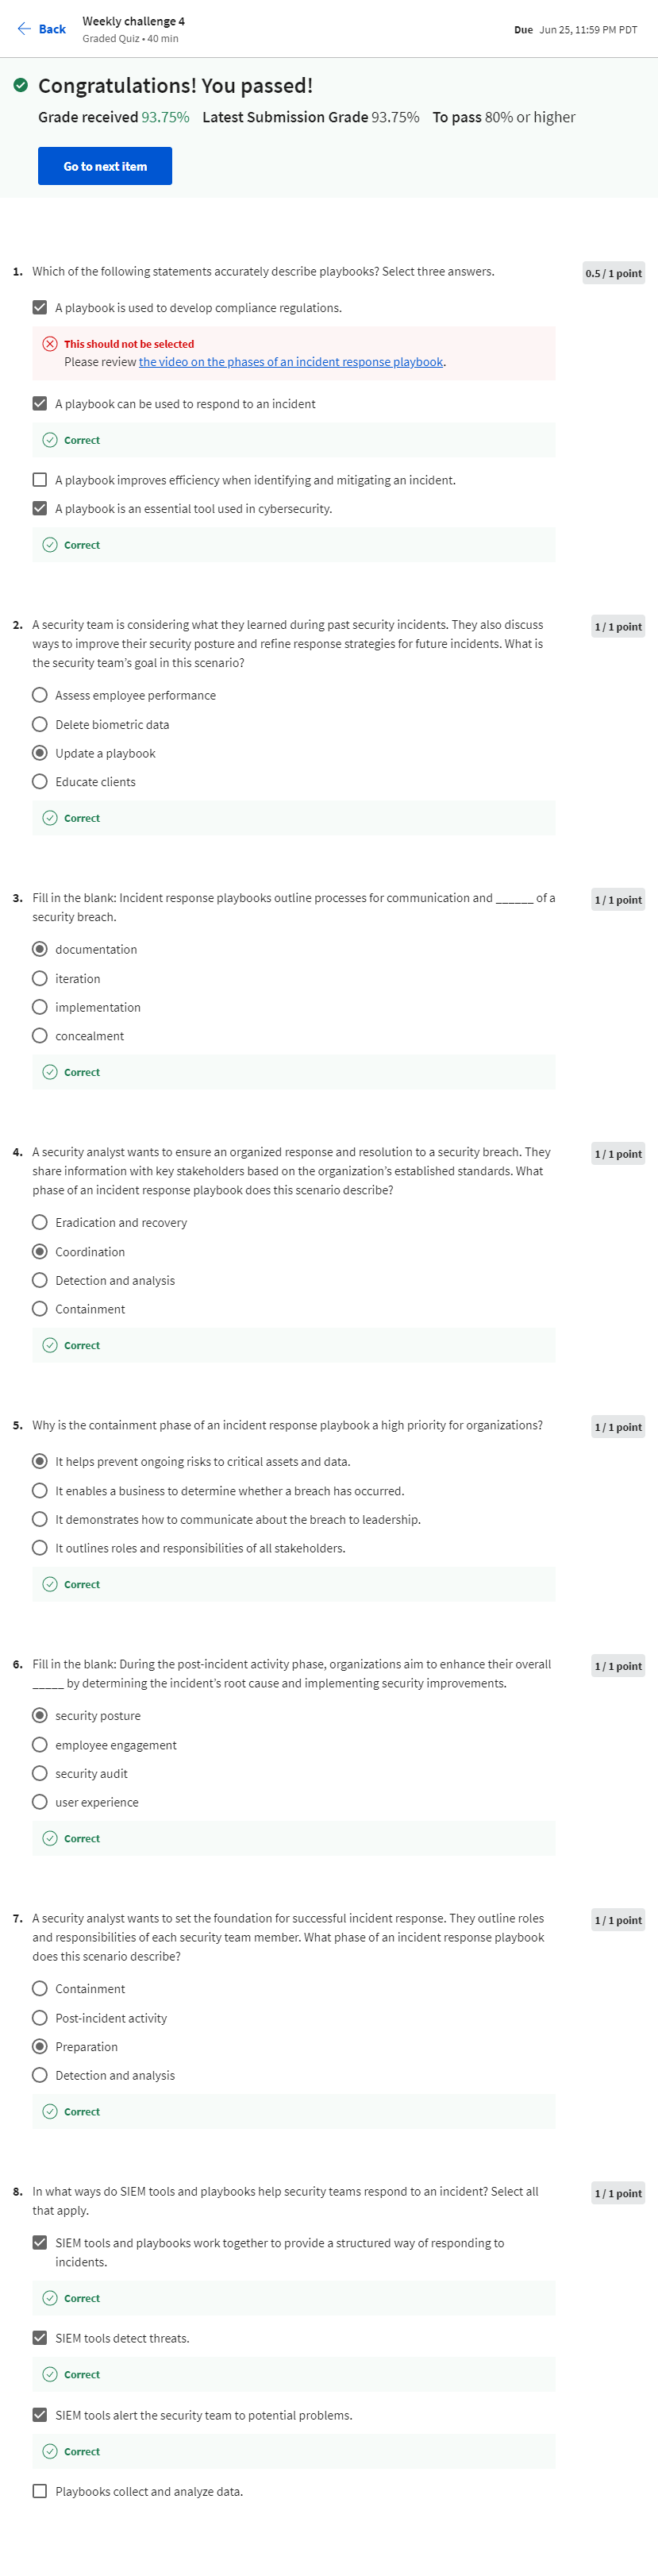 Back
Weekly challenge 4
Graded Quiz • 40 min
Due Jun 25, 11:59 PM PDT
Congratulations! You passed!
Grade received 93.75% Latest Submission Grade 93.75% To pass 80% or higher
Go to next item
1. Which of the following statements accurately describe playbooks? Select three answers.
0.5 / 1 point
A playbook is used to develop compliance regulations.
This should not be selected
Please review the video on the phases of an incident response playbook.
A playbook can be used to respond to an incident
Correct
A playbook improves efficiency when identifying and mitigating an incident.
A playbook is an essential tool used in cybersecurity.
Correct
2. A security team is considering what they learned during past security incidents. They also discuss
1 / 1 point
ways to improve their security posture and refine response strategies for future incidents. What is
the security team’s goal in this scenario?
Assess employee performance
Delete biometric data
Update a playbook
Educate clients
Correct
3. Fill in the blank: Incident response playbooks outline processes for communication and ______ of a
1 / 1 point
security breach.
documentation
iteration
implementation
concealment
Correct
4. A security analyst wants to ensure an organized response and resolution to a security breach. They
1 / 1 point
share information with key stakeholders based on the organization’s established standards. What
phase of an incident response playbook does this scenario describe?
Eradication and recovery
Coordination
Detection and analysis
Containment
Correct
5. Why is the containment phase of an incident response playbook a high priority for organizations?
1 / 1 point
It helps prevent ongoing risks to critical assets and data.
It enables a business to determine whether a breach has occurred.
It demonstrates how to communicate about the breach to leadership.
It outlines roles and responsibilities of all stakeholders.
Correct
6. Fill in the blank: During the post-incident activity phase, organizations aim to enhance their overall
1 / 1 point
_____ by determining the incident’s root cause and implementing security improvements.
security posture
employee engagement
security audit
user experience
Correct
7. A security analyst wants to set the foundation for successful incident response. They outline roles
1 / 1 point
and responsibilities of each security team member. What phase of an incident response playbook
does this scenario describe?
Containment
Post-incident activity
Preparation
Detection and analysis
Correct
8. In what ways do SIEM tools and playbooks help security teams respond to an incident? Select all
1 / 1 point
that apply.
SIEM tools and playbooks work together to provide a structured way of responding to
incidents.
Correct
SIEM tools detect threats.
Correct
SIEM tools alert the security team to potential problems.
Correct
Playbooks collect and analyze data.